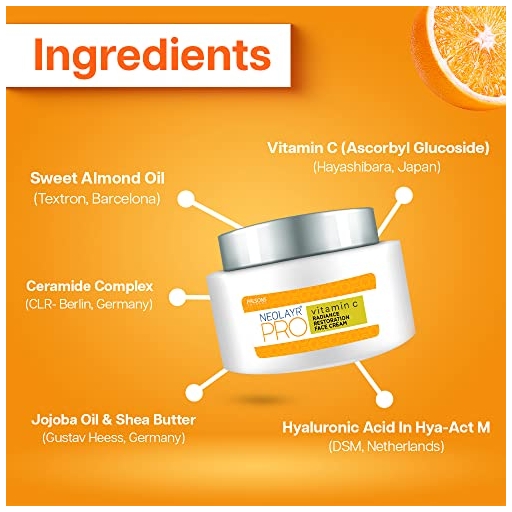 Ingredients
Vitamin C (Ascorbyl Glucoside)
(Hayashibara, Japan)
Sweet Almond Oil
(Textron, Barcelona)
Ceramide Complex
(CLR- Berlin, Germany)
NEOLAYR
PRO
vitamin c
RADIANCE
RESTORATION
FACE CREAM
Jojoba Oil & Shea Butter
(Gustav Heess, Germany)
Hyaluronic Acid In Hya-Act M
(DSM, Netherlands)